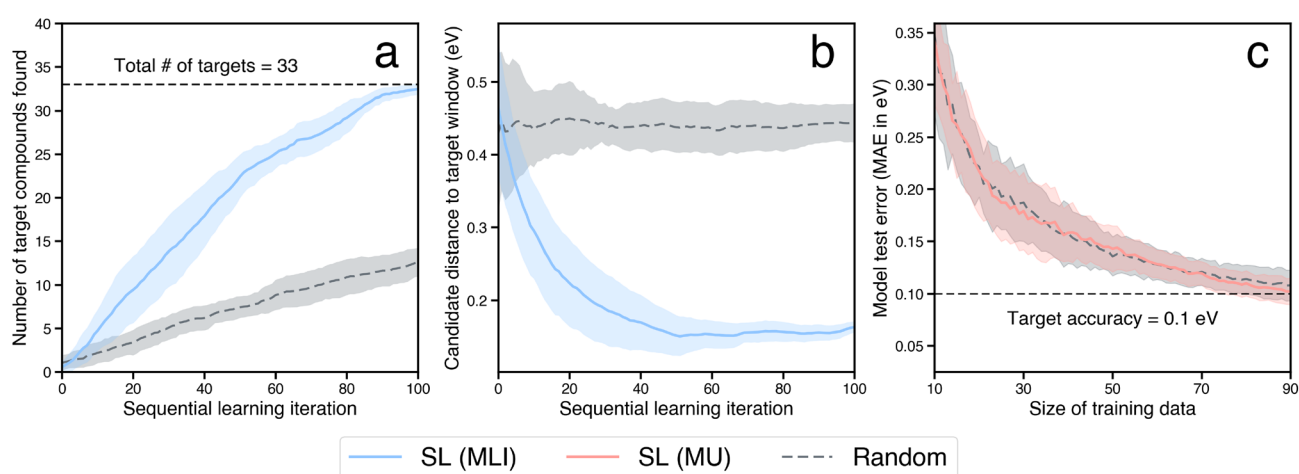 a
Number of target compounds found
40
35
30
25
20
15
10
5
0
Total # of targets = 33
0 20 40 60 80 100
Sequential learning iteration
b
Candidate distance to target window (eV)
0.5
0.4
0.3
0.2
0 20 40 60 80 100
Sequential learning iteration
c
Model test error (MAE in eV)
0.35
0.30
0.25
0.20
0.15
0.10
0.05
Target accuracy = 0.1 eV
10 30 50 70 90
Size of training data
SL (MLI) SL (MU) Random